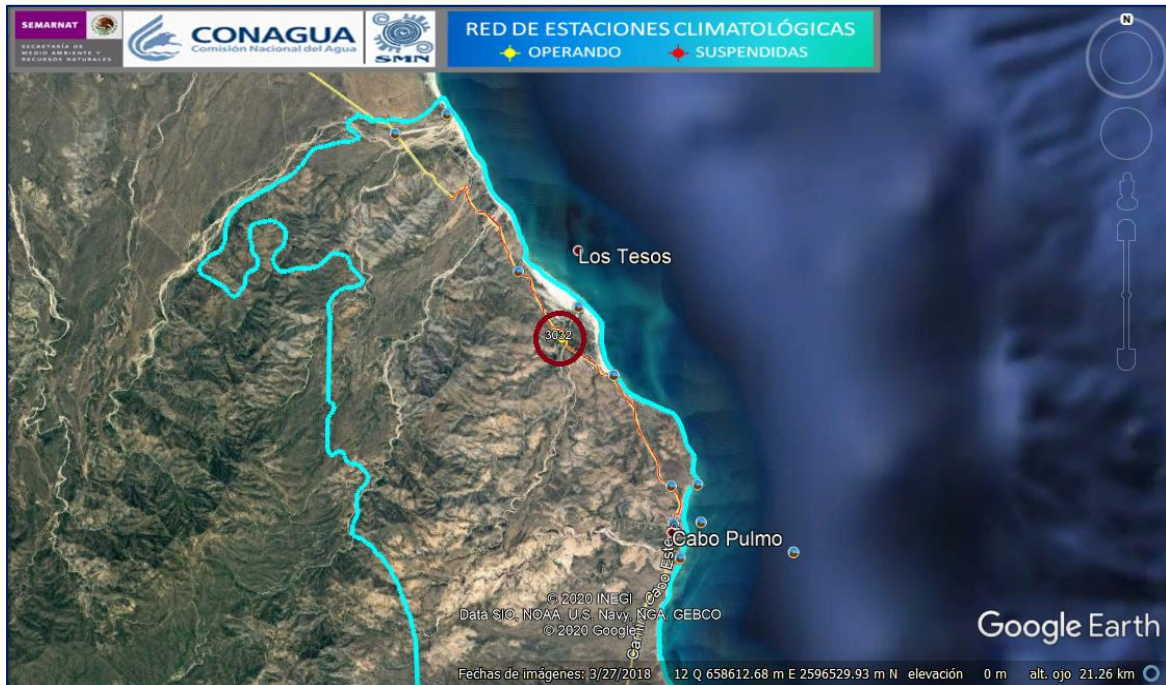 SEMARNAT
SECRETARÍA DE
MEDIO AMBIENTE Y
RECURSOS NATURALES
CONAGUA
Comisión Nacional del Agua
SMN
RED DE ESTACIONES CLIMATOLÓGICAS
OPERANDO
SUSPENDIDAS
N
Los Tesos
3032
Cabo Pulmo
Cabo Este
© 2020 INEGI
Data SIO, NOAA, U.S. Navy, NGA, GEBCO
© 2020 Google
Google Earth
Fechas de imágenes: 3/27/2018 12 Q 658612.68 m E 2596529.93 m N elevación 0 m alt. ojo 21.26 km